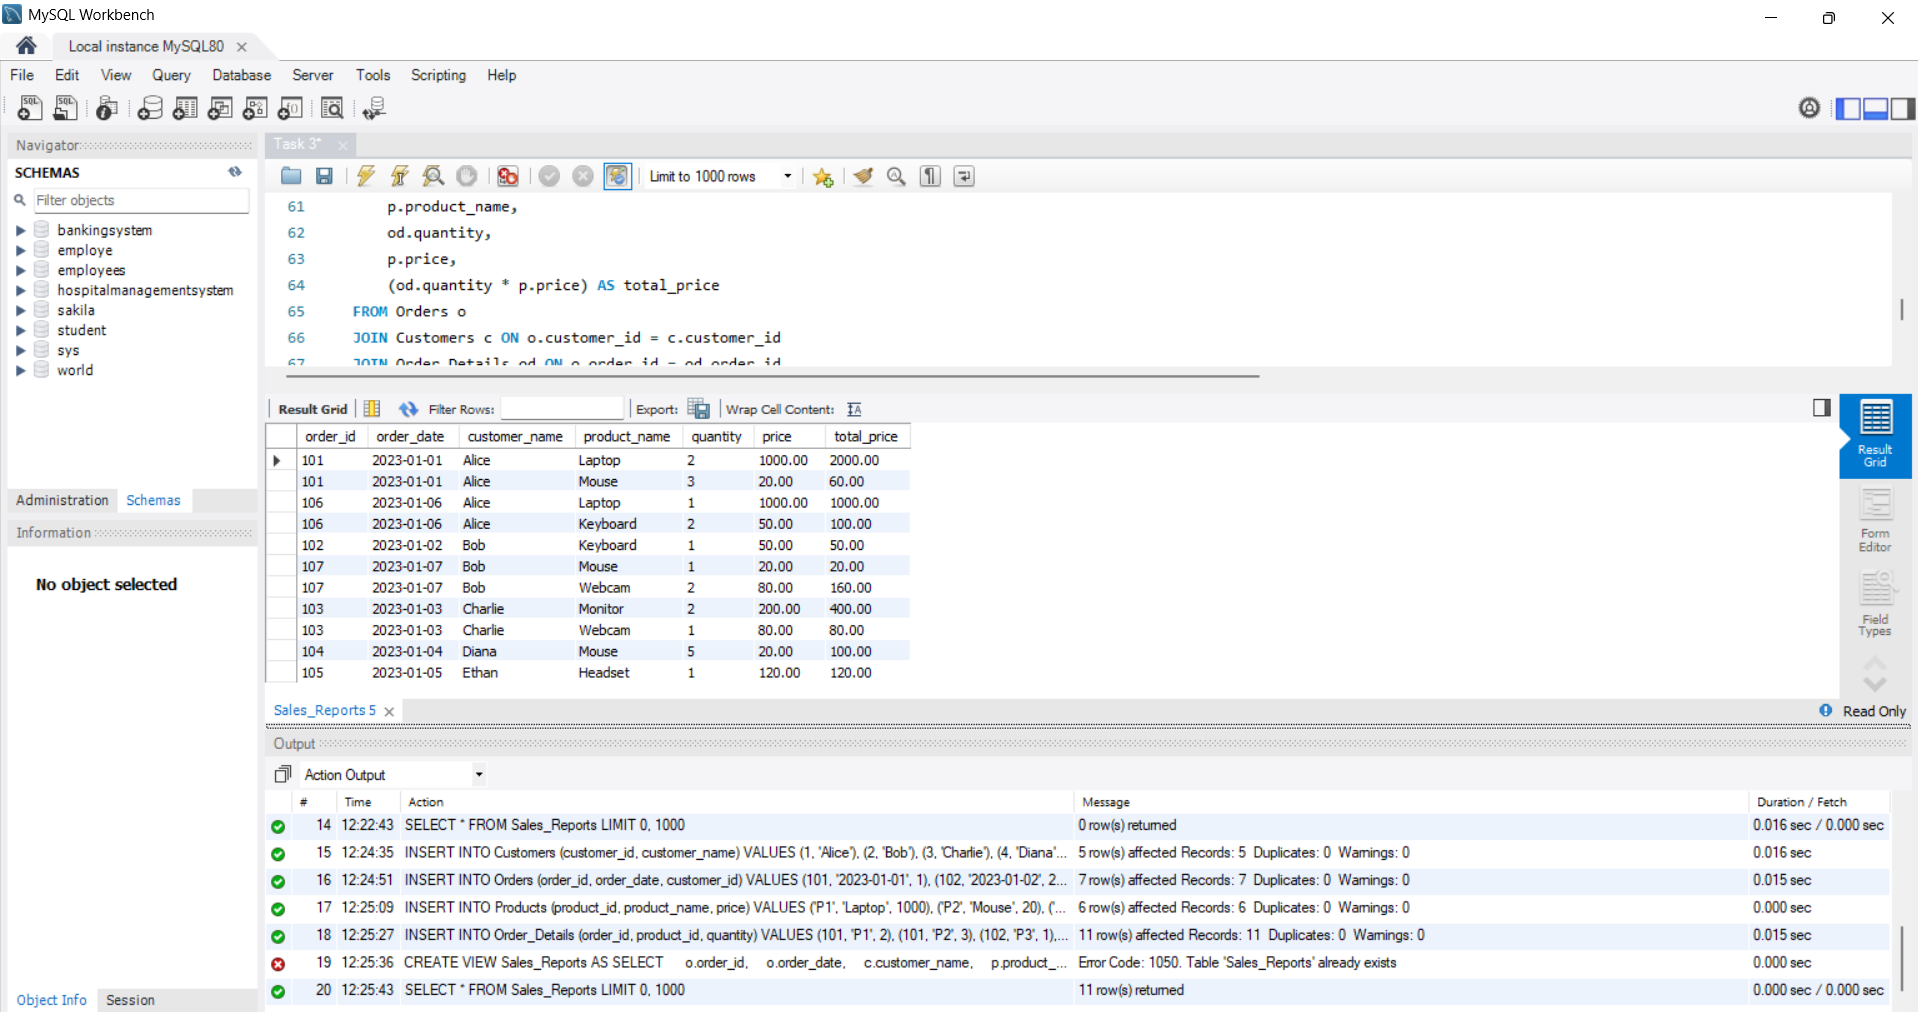 MySQL Workbench
Local instance MySQL80
File Edit View Query Database Server Tools Scripting Help
Navigator
SCHEMAS
Filter objects
bankingsystem
employe
employees
hospitalmanagementsystem
sakila
student
sys
world
Administration Schemas
Information
No object selected
Object Info Session
Task 3*
Limit to 1000 rows
61 p.product_name,
62 od.quantity,
63 p.price,
64 (od.quantity * p.price) AS total_price
65 FROM Orders o
66 JOIN Customers c ON o.customer_id = c.customer_id
67 JOIN Order_Details od ON o.order_id = od.order_id
Result Grid Filter Rows: Export: Wrap Cell Content:
order_id order_date customer_name product_name quantity price total_price
101 2023-01-01 Alice Laptop 2 1000.00 2000.00
101 2023-01-01 Alice Mouse 3 20.00 60.00
106 2023-01-06 Alice Laptop 1 1000.00 1000.00
106 2023-01-06 Alice Keyboard 2 50.00 100.00
102 2023-01-02 Bob Keyboard 1 50.00 50.00
107 2023-01-07 Bob Mouse 1 20.00 20.00
107 2023-01-07 Bob Webcam 2 80.00 160.00
103 2023-01-03 Charlie Monitor 2 200.00 400.00
103 2023-01-03 Charlie Webcam 1 80.00 80.00
104 2023-01-04 Diana Mouse 5 20.00 100.00
105 2023-01-05 Ethan Headset 1 120.00 120.00
Result
Grid
Form
Editor
Field
Types
Sales_Reports 5
Read Only
Output
Action Output
# Time Action Message Duration / Fetch
14 12:22:43 SELECT * FROM Sales_Reports LIMIT 0, 1000 0 row(s) returned 0.016 sec / 0.000 sec
15 12:24:35 INSERT INTO Customers (customer_id, customer_name) VALUES (1, 'Alice'), (2, 'Bob'), (3, 'Charlie'), (4, 'Diana'... 5 row(s) affected Records: 5 Duplicates: 0 Warnings: 0 0.016 sec
16 12:24:51 INSERT INTO Orders (order_id, order_date, customer_id) VALUES (101, '2023-01-01', 1), (102, '2023-01-02', 2... 7 row(s) affected Records: 7 Duplicates: 0 Warnings: 0 0.015 sec
17 12:25:09 INSERT INTO Products (product_id, product_name, price) VALUES ('P1', 'Laptop', 1000), ('P2', 'Mouse', 20), ('... 6 row(s) affected Records: 6 Duplicates: 0 Warnings: 0 0.000 sec
18 12:25:27 INSERT INTO Order_Details (order_id, product_id, quantity) VALUES (101, 'P1', 2), (101, 'P2', 3), (102, 'P3', 1),... 11 row(s) affected Records: 11 Duplicates: 0 Warnings: 0 0.015 sec
19 12:25:36 CREATE VIEW Sales_Reports AS SELECT o.order_id, o.order_date, c.customer_name, p.product_... Error Code: 1050. Table 'Sales_Reports' already exists 0.000 sec
20 12:25:43 SELECT * FROM Sales_Reports LIMIT 0, 1000 11 row(s) returned 0.000 sec / 0.000 sec